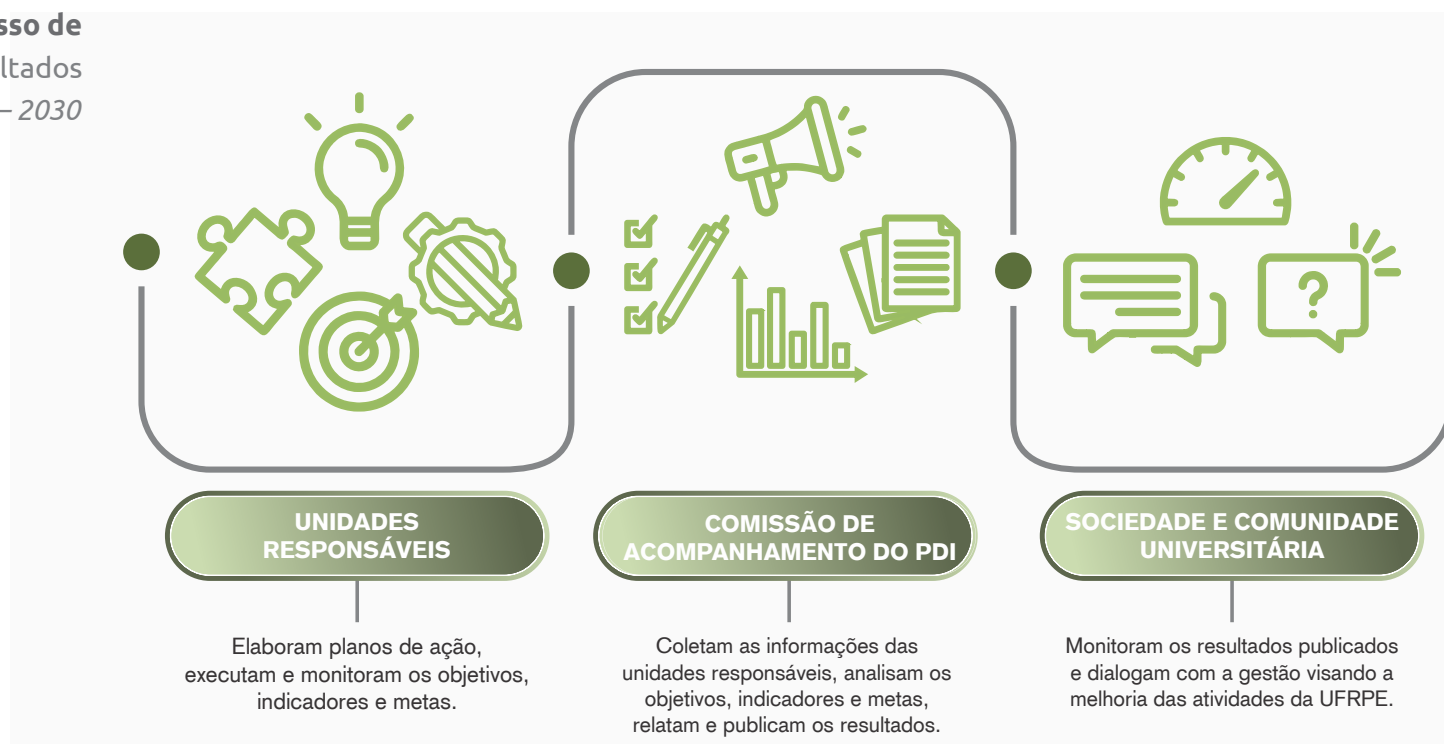 sso de
ltados
– 2030
UNIDADES
RESPONSÁVEIS
Elaboram planos de ação,
executam e monitoram os objetivos,
indicadores e metas.
COMISSÃO DE
ACOMPANHAMENTO DO PDI
Coletam as informações das
unidades responsáveis, analisam os
objetivos, indicadores e metas,
relatam e publicam os resultados.
?
SOCIEDADE E COMUNIDADE
UNIVERSITÁRIA
Monitoram os resultados publicados
e dialogam com a gestão visando a
melhoria das atividades da UFRPE.